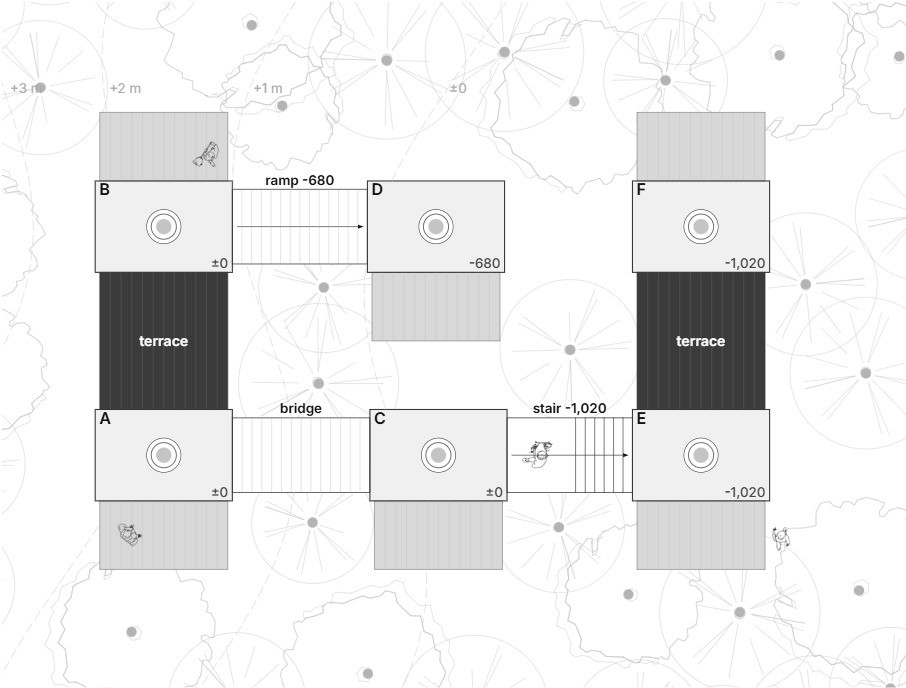 +3 m
+2 m
+1 m
±0
ramp -680
B
D
F
±0
-680
-1,020
terrace
terrace
bridge
stair -1,020
A
C
E
±0
±0
-1,020